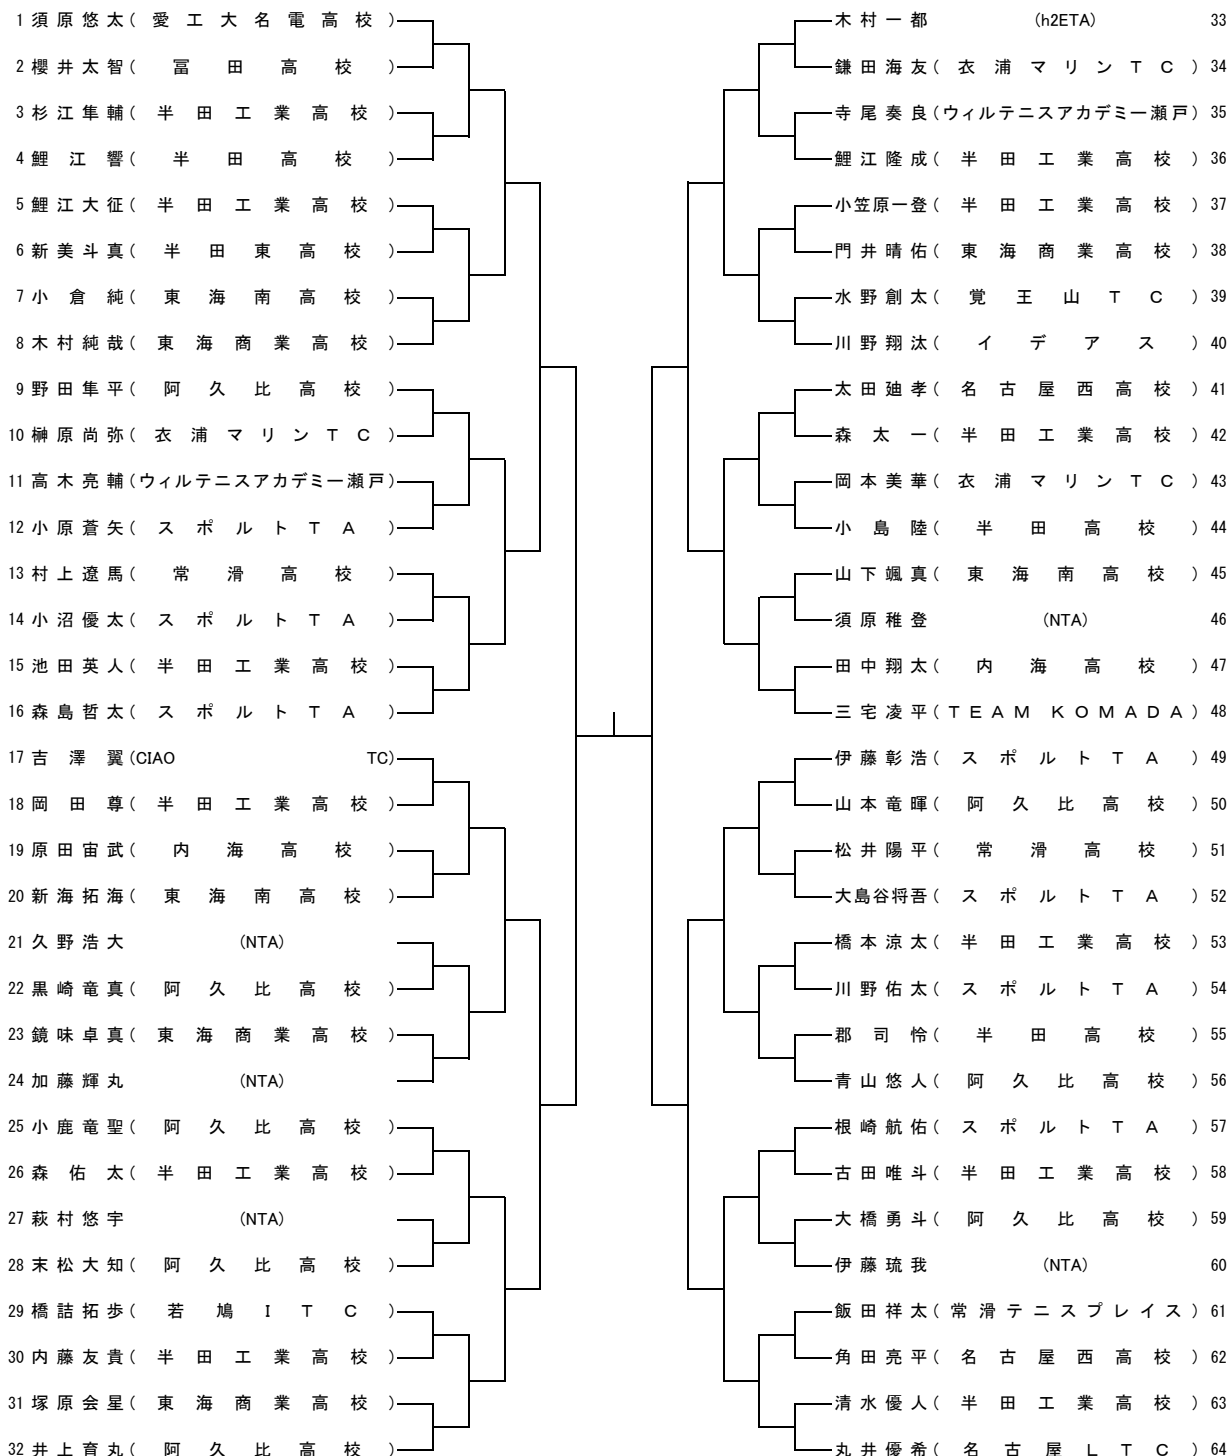 1 須原悠太(愛工大名電高校)
2 櫻井太智(冨田高校)
3 杉江隼輔(半田工業高校)
4 鯉江響(半田高校)
5 鯉江大征(半田工業高校)
6 新美斗真(半田東高校)
7 小倉純(東海南高校)
8 木村純哉(東海商業高校)
9 野田隼平(阿久比高校)
10 榊原尚弥(衣浦マリンTC)
11 高木亮輔(ウィルテニスアカデミー瀬戸)
12 小原蒼矢(スポルトTA)
13 村上遼馬(常滑高校)
14 小沼優太(スポルトTA)
15 池田英人(半田工業高校)
16 森島哲太(スポルトTA)
17 吉澤翼(CIAO TC)
18 岡田尊(半田工業高校)
19 原田宙武(内海高校)
20 新海拓海(東海南高校)
21 久野浩大 (NTA)
22 黒崎竜真(阿久比高校)
23 鏡味卓真(東海商業高校)
24 加藤輝丸 (NTA)
25 小鹿竜聖(阿久比高校)
26 森佑太(半田工業高校)
27 萩村悠宇 (NTA)
28 末松大知(阿久比高校)
29 橋詰拓歩(若鳩ITC)
30 内藤友貴(半田工業高校)
31 塚原会星(東海商業高校)
32 井上育丸(阿久比高校)
木村一都 (h2ETA) 33
鎌田海友(衣浦マリンTC) 34
寺尾奏良(ウィルテニスアカデミー瀬戸) 35
鯉江隆成(半田工業高校) 36
小笠原一登(半田工業高校) 37
門井晴佑(東海商業高校) 38
水野創太(覚王山TC) 39
川野翔汰(イデアス) 40
太田廸孝(名古屋西高校) 41
森太一(半田工業高校) 42
岡本美華(衣浦マリンTC) 43
小島陸(半田高校) 44
山下颯真(東海南高校) 45
須原稚登 (NTA) 46
田中翔太(内海高校) 47
三宅凌平(TEAM KOMADA) 48
伊藤彰浩(スポルトTA) 49
山本竜暉(阿久比高校) 50
松井陽平(常滑高校) 51
大島谷将吾(スポルトTA) 52
橋本涼太(半田工業高校) 53
川野佑太(スポルトTA) 54
郡司怜(半田高校) 55
青山悠人(阿久比高校) 56
根崎航佑(スポルトTA) 57
古田唯斗(半田工業高校) 58
大橋勇斗(阿久比高校) 59
伊藤琉我 (NTA) 60
飯田祥太(常滑テニスプレイス) 61
角田亮平(名古屋西高校) 62
清水優人(半田工業高校) 63
丸井優希(名古屋LTC) 64